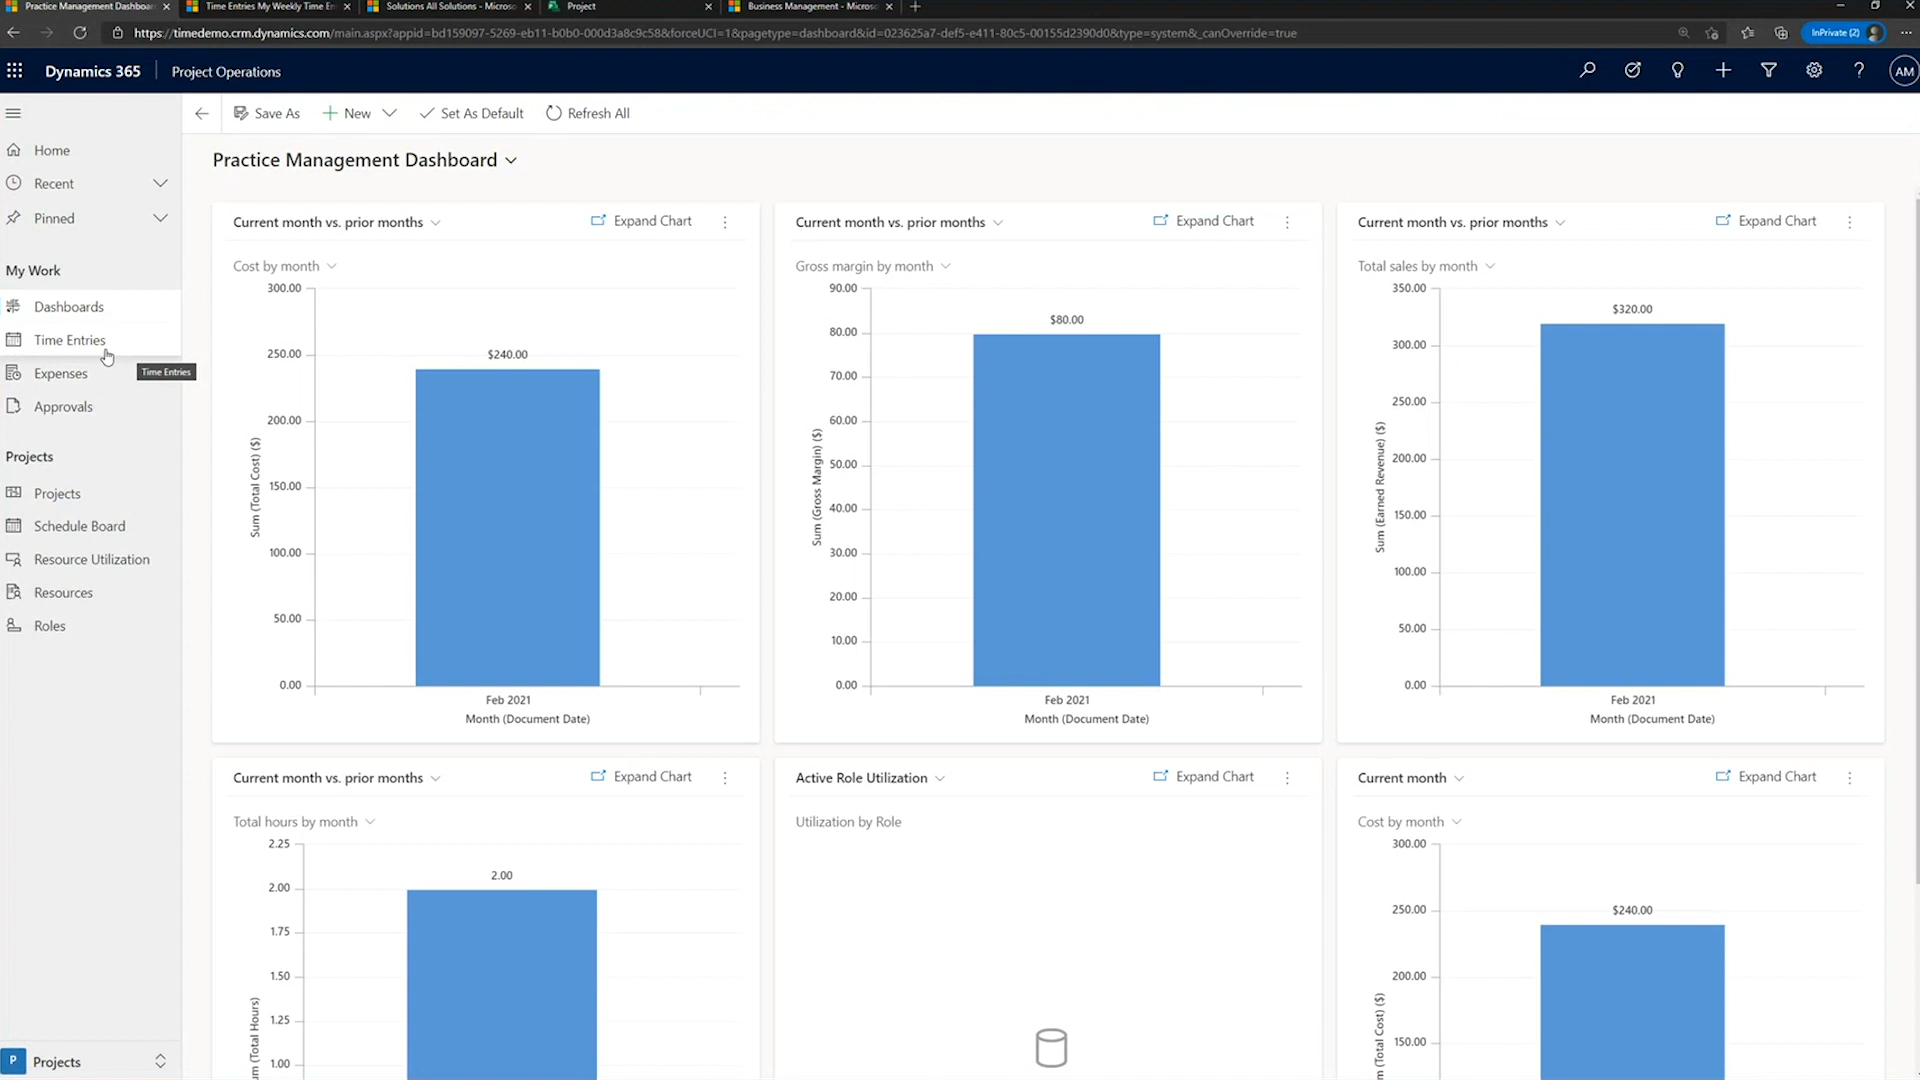 Practice Management Dashboar
Time Entries My Weekly Time En
Solutions All Solutions - Microso
Project
Business Management - Microso
https://timedemo.crm.dynamics.com/main.aspx?appid=bd159097-5269-eb11-b0b0-000d3a8c9c58&forceUCI=1&pagetype=dashboard&id=023625a7-def5-e411-80c5-00155d2390d0&type=system&_canOverride=true
InPrivate (2)
Dynamics 365
Project Operations
AM
Save As
New
Set As Default
Refresh All
Home
Recent
Pinned
My Work
Dashboards
Time Entries
Time Entries
Expenses
Approvals
Projects
Projects
Schedule Board
Resource Utilization
Resources
Roles
P Projects
Practice Management Dashboard
Current month vs. prior months
Expand Chart
Cost by month
300.00
250.00
200.00
150.00
100.00
50.00
0.00
Sum (Total Cost) ($)
$240.00
Feb 2021
Month (Document Date)
Current month vs. prior months
Expand Chart
Gross margin by month
90.00
80.00
70.00
60.00
50.00
40.00
30.00
20.00
10.00
0.00
Sum (Gross Margin) ($)
$80.00
Feb 2021
Month (Document Date)
Current month vs. prior months
Expand Chart
Total sales by month
350.00
300.00
250.00
200.00
150.00
100.00
50.00
0.00
Sum (Earned Revenue) ($)
$320.00
Feb 2021
Month (Document Date)
Current month vs. prior months
Expand Chart
Total hours by month
2.25
2.00
1.75
1.50
1.25
1.00
um (Total Hours)
2.00
Active Role Utilization
Expand Chart
Utilization by Role
Current month
Expand Chart
Cost by month
300.00
250.00
200.00
150.00
m (Total Cost) ($)
$240.00